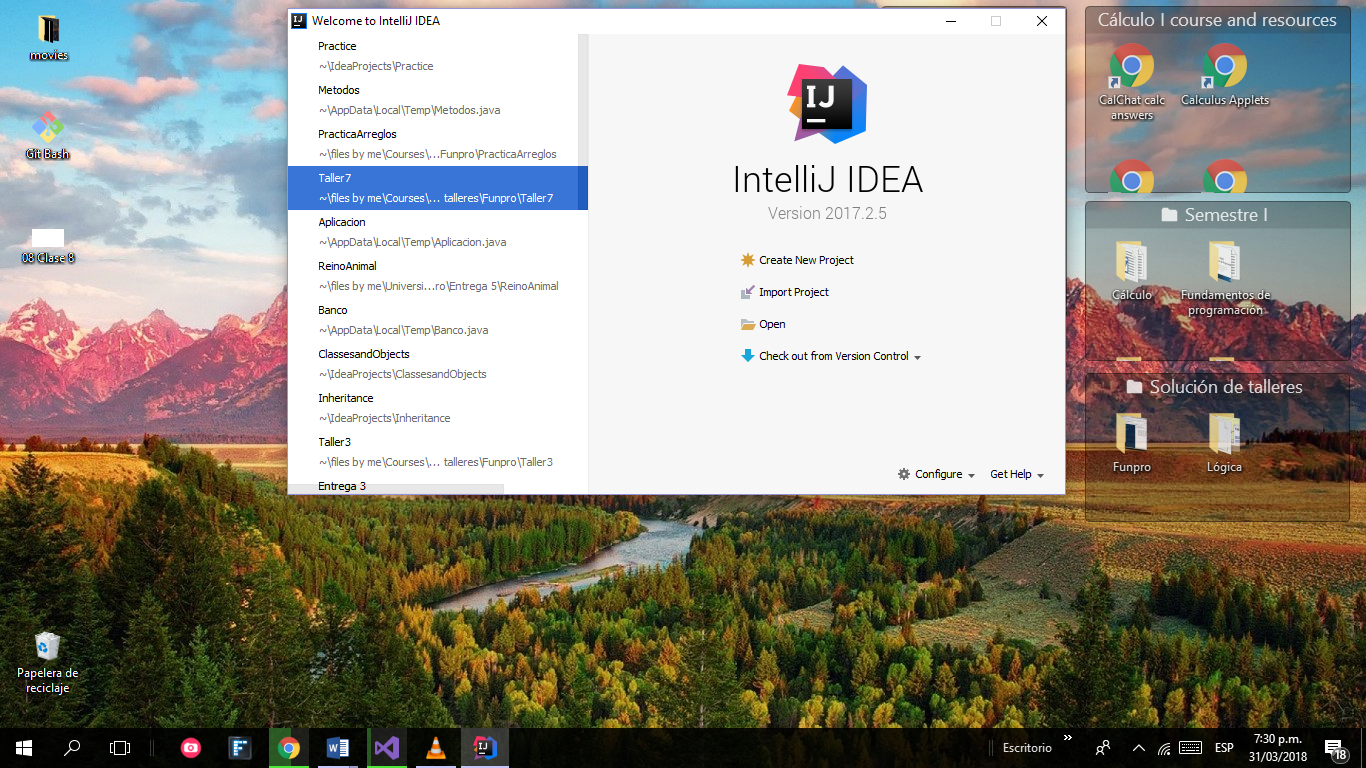 movies
Git Bash
08 Clase 8
Papelera de
reciclaje
Welcome to IntelliJ IDEA
Practice
~\IdeaProjects\Practice
Metodos
~\AppData\Local\Temp\Metodos.java
PracticaArreglos
~\files by me\Courses\... Funpro\PracticaArreglos
Taller7
~\files by me\Courses\... talleres\Funpro\Taller7
Aplicacion
~\AppData\Local\Temp\Aplicacion.java
ReinoAnimal
~\files by me\Universi...ro\Entrega 5\ReinoAnimal
Banco
~\AppData\Local\Temp\Banco.java
ClassesandObjects
~\IdeaProjects\ClassesandObjects
Inheritance
~\IdeaProjects\Inheritance
Taller3
~\files by me\Courses\... talleres\Funpro\Taller3
Entrega 3
IJ
IntelliJ IDEA
Version 2017.2.5
Create New Project
Import Project
Open
Check out from Version Control
Configure
Get Help
Cálculo I course and resources
CalChat calc
answers
Calculus Applets
Semestre I
Cálculo
Fundamentos de
programación
Solución de talleres
Funpro
Lógica
Escritorio
ESP
7:30 p.m.
31/03/2018
18